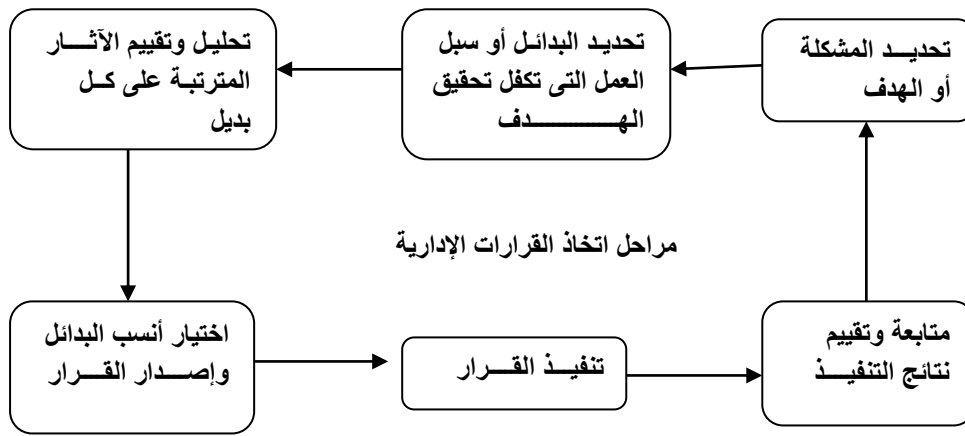 تحديد المشكلة
أو الهدف
تحديد البدائل أو سبل
العمل التى تكفل تحقيق
الهدف
تحليل وتقييم الآثار
المترتبة على كل
بديل
مراحل اتخاذ القرارات الإدارية
اختيار أنسب البدائل
وإصدار القرار
تنفيذ القرار
متابعة وتقييم
نتائج التنفيذ